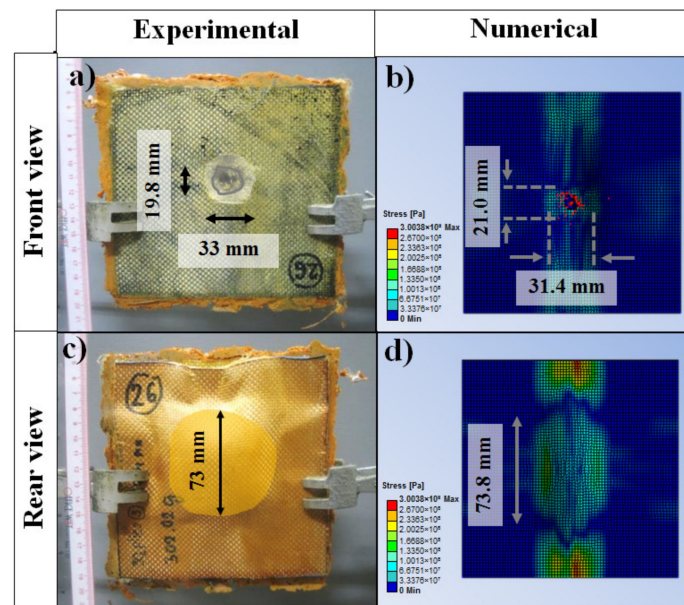 Experimental
Numerical
Front view
a)
19.8 mm
33 mm
26
b)
21.0 mm
31.4 mm
Stress [Pa]
3.0038×10⁸ Max
2.6700×10⁸
2.3363×10⁸
2.0025×10⁸
1.6688×10⁸
1.3350×10⁸
1.0013×10⁸
6.6751×10⁷
3.3376×10⁷
0 Min
Rear view
c)
26
73 mm
d)
73.8 mm
Stress [Pa]
3.0038×10⁸ Max
2.6700×10⁸
2.3363×10⁸
2.0025×10⁸
1.6688×10⁸
1.3350×10⁸
1.0013×10⁸
6.6751×10⁷
3.3376×10⁷
0 Min